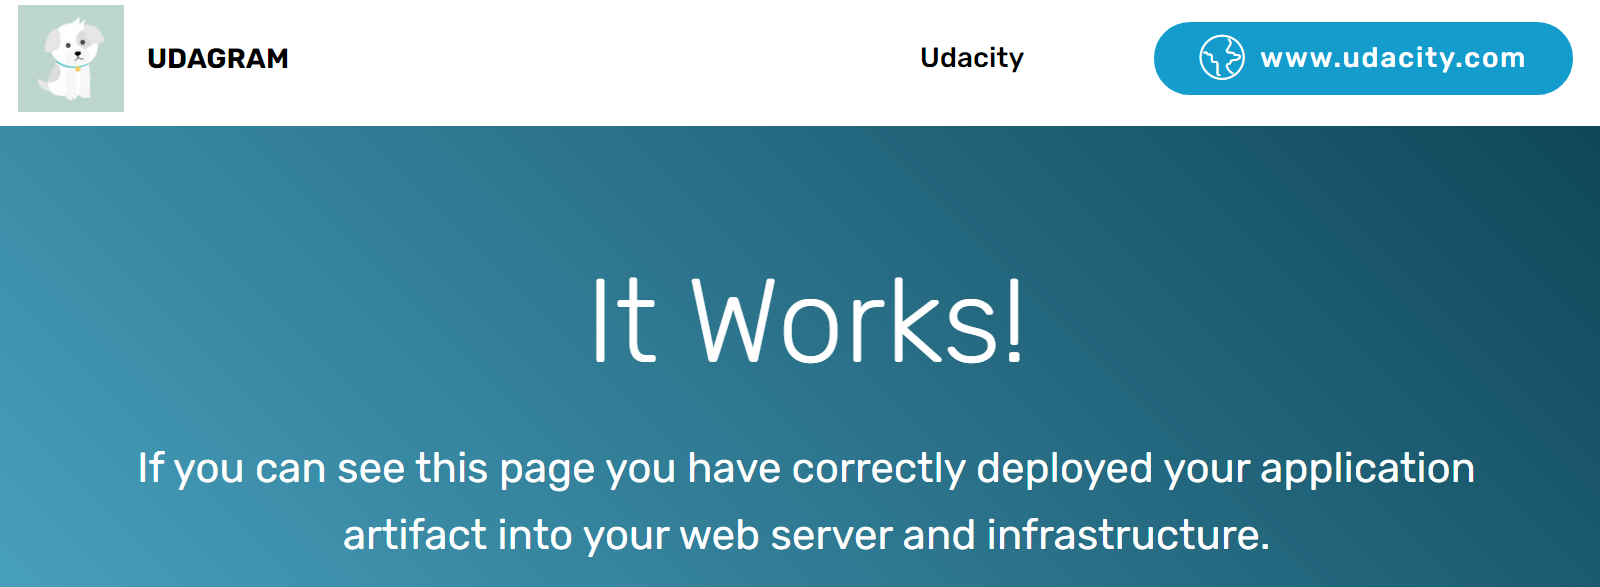 UDAGRAM
Udacity
www.udacity.com
It Works!
If you can see this page you have correctly deployed your application
artifact into your web server and infrastructure.